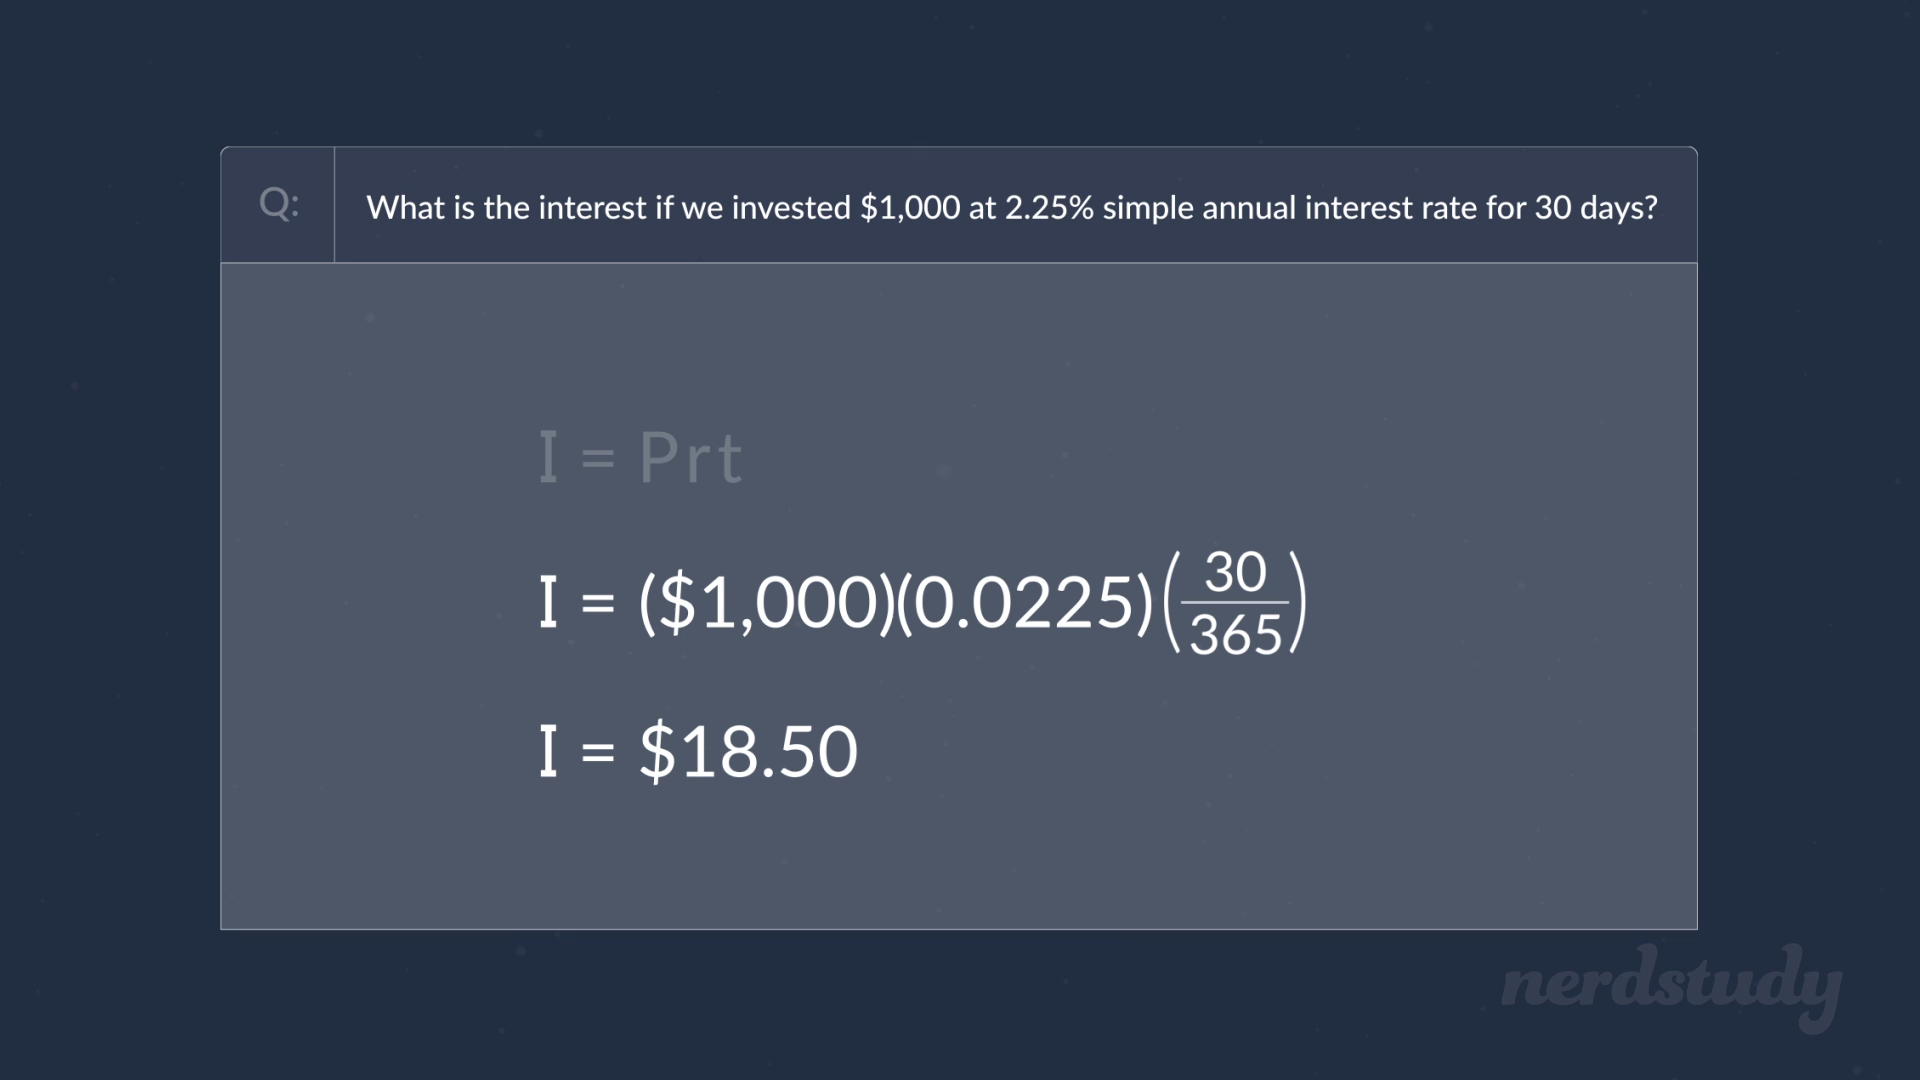 Q:
What is the interest if we invested $1,000 at 2.25% simple annual interest rate for 30 days?
I = Prt
I = ($1,000)(0.0225)(30/365)
I = $18.50
nerdstudy